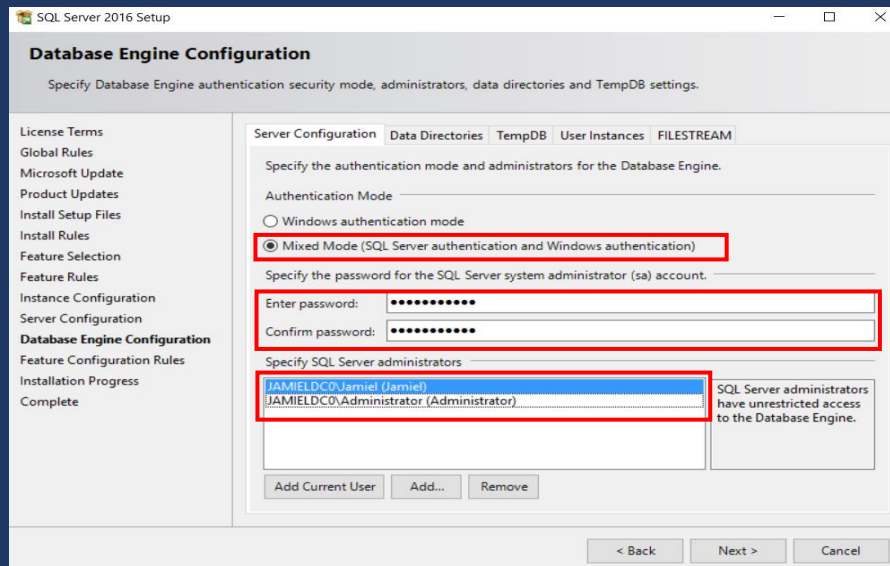 SQL Server 2016 Setup
Database Engine Configuration
Specify Database Engine authentication security mode, administrators, data directories and TempDB settings.
License Terms
Global Rules
Microsoft Update
Product Updates
Install Setup Files
Install Rules
Feature Selection
Feature Rules
Instance Configuration
Server Configuration
Database Engine Configuration
Feature Configuration Rules
Installation Progress
Complete
Server Configuration Data Directories TempDB User Instances FILESTREAM
Specify the authentication mode and administrators for the Database Engine.
Authentication Mode
Windows authentication mode
Mixed Mode (SQL Server authentication and Windows authentication)
Specify the password for the SQL Server system administrator (sa) account.
Enter password: ●●●●●●●●●●●
Confirm password: ●●●●●●●●●●●
Specify SQL Server administrators
JAMIELDC0\Jamiel (Jamiel)
JAMIELDC0\Administrator (Administrator)
SQL Server administrators
have unrestricted access
to the Database Engine.
Add Current User Add... Remove
< Back Next > Cancel